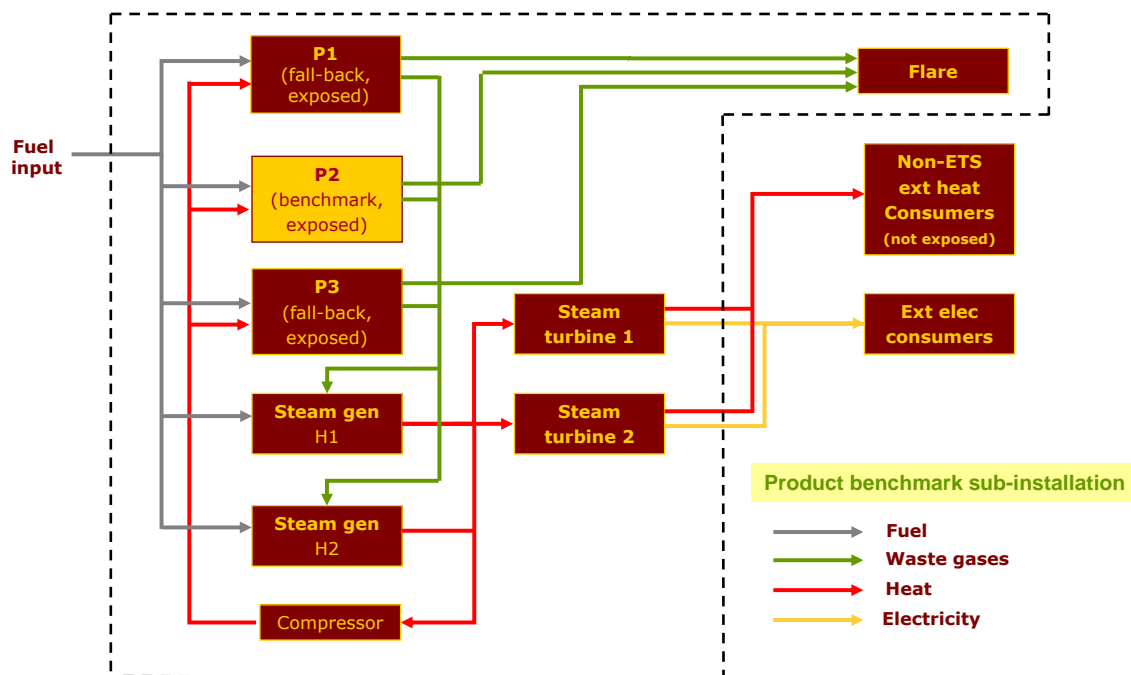 P1
(fall-back,
exposed)
Flare
Fuel
input
P2
(benchmark,
exposed)
Non-ETS
ext heat
Consumers
(not exposed)
P3
(fall-back,
exposed)
Steam
turbine 1
Ext elec
consumers
Steam gen
H1
Steam
turbine 2
Product benchmark sub-installation
Steam gen
H2
Fuel
Waste gases
Heat
Electricity
Compressor